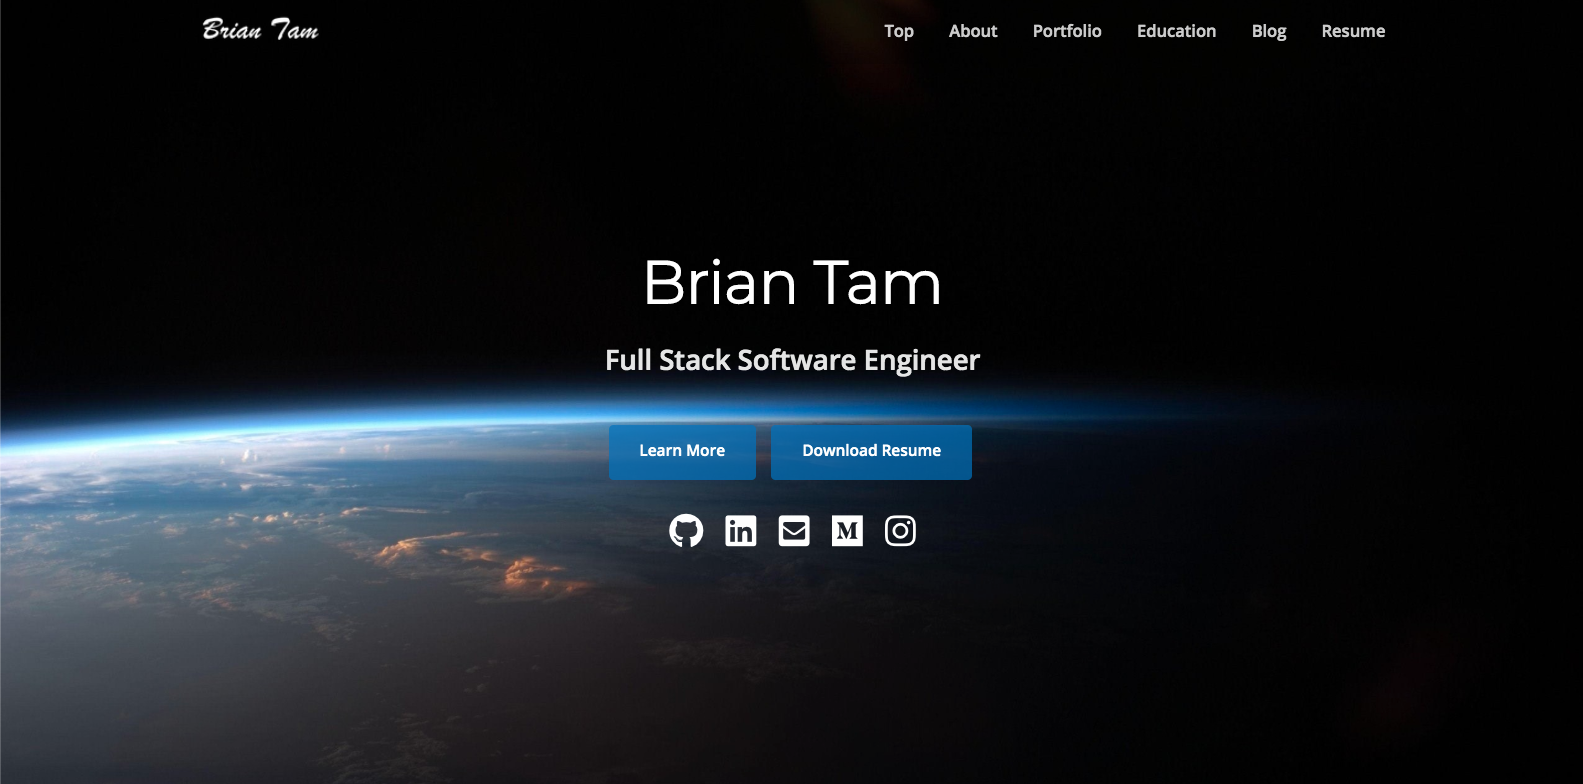 Brian Tam
Top About Portfolio Education Blog Resume
Brian Tam
Full Stack Software Engineer
Learn More Download Resume